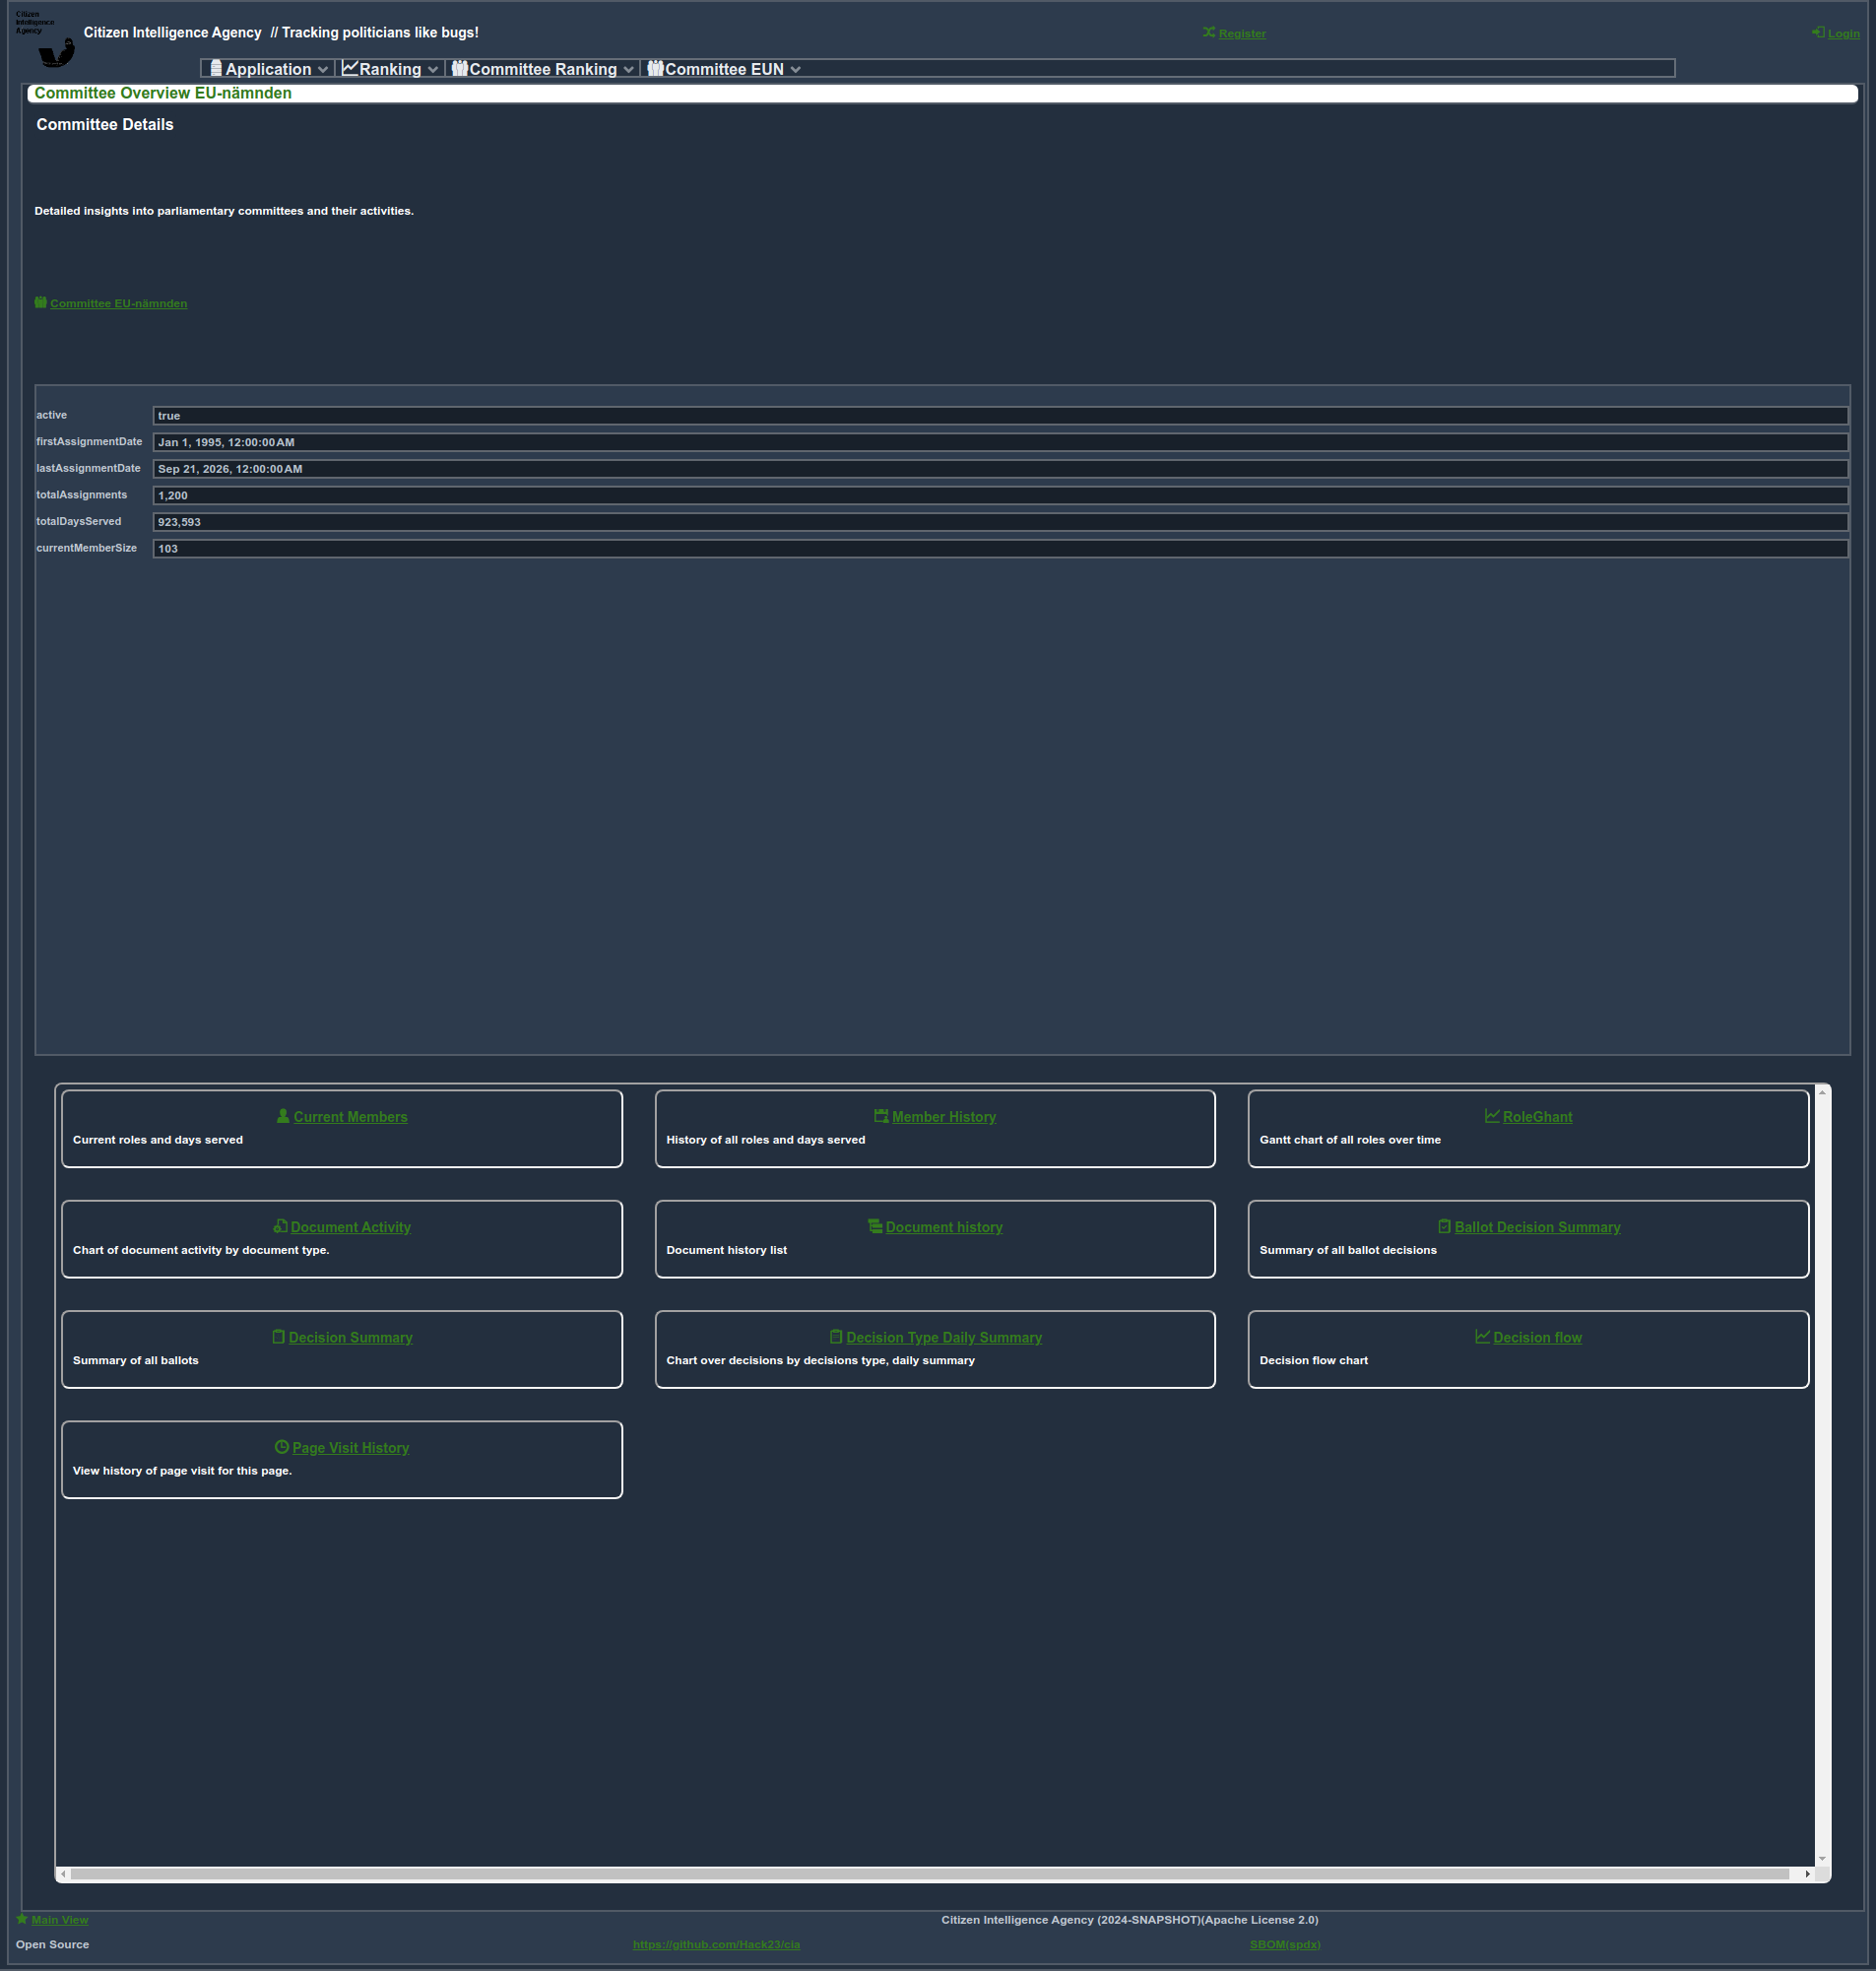 Citizen
Intelligence
Agency
Citizen Intelligence Agency // Tracking politicians like bugs!
Register
Login
Application
Ranking
Committee Ranking
Committee EUN
Committee Overview EU-nämnden
Committee Details
Detailed insights into parliamentary committees and their activities.
Committee EU-nämnden
active
true
firstAssignmentDate
Jan 1, 1995, 12:00:00 AM
lastAssignmentDate
Sep 21, 2026, 12:00:00 AM
totalAssignments
1,200
totalDaysServed
923,593
currentMemberSize
103
Current Members
Current roles and days served
Member History
History of all roles and days served
RoleGhant
Gantt chart of all roles over time
Document Activity
Chart of document activity by document type.
Document history
Document history list
Ballot Decision Summary
Summary of all ballot decisions
Decision Summary
Summary of all ballots
Decision Type Daily Summary
Chart over decisions by decisions type, daily summary
Decision flow
Decision flow chart
Page Visit History
View history of page visit for this page.
Main View
Citizen Intelligence Agency (2024-SNAPSHOT)(Apache License 2.0)
Open Source
https://github.com/Hack23/cia
SBOM(spdx)